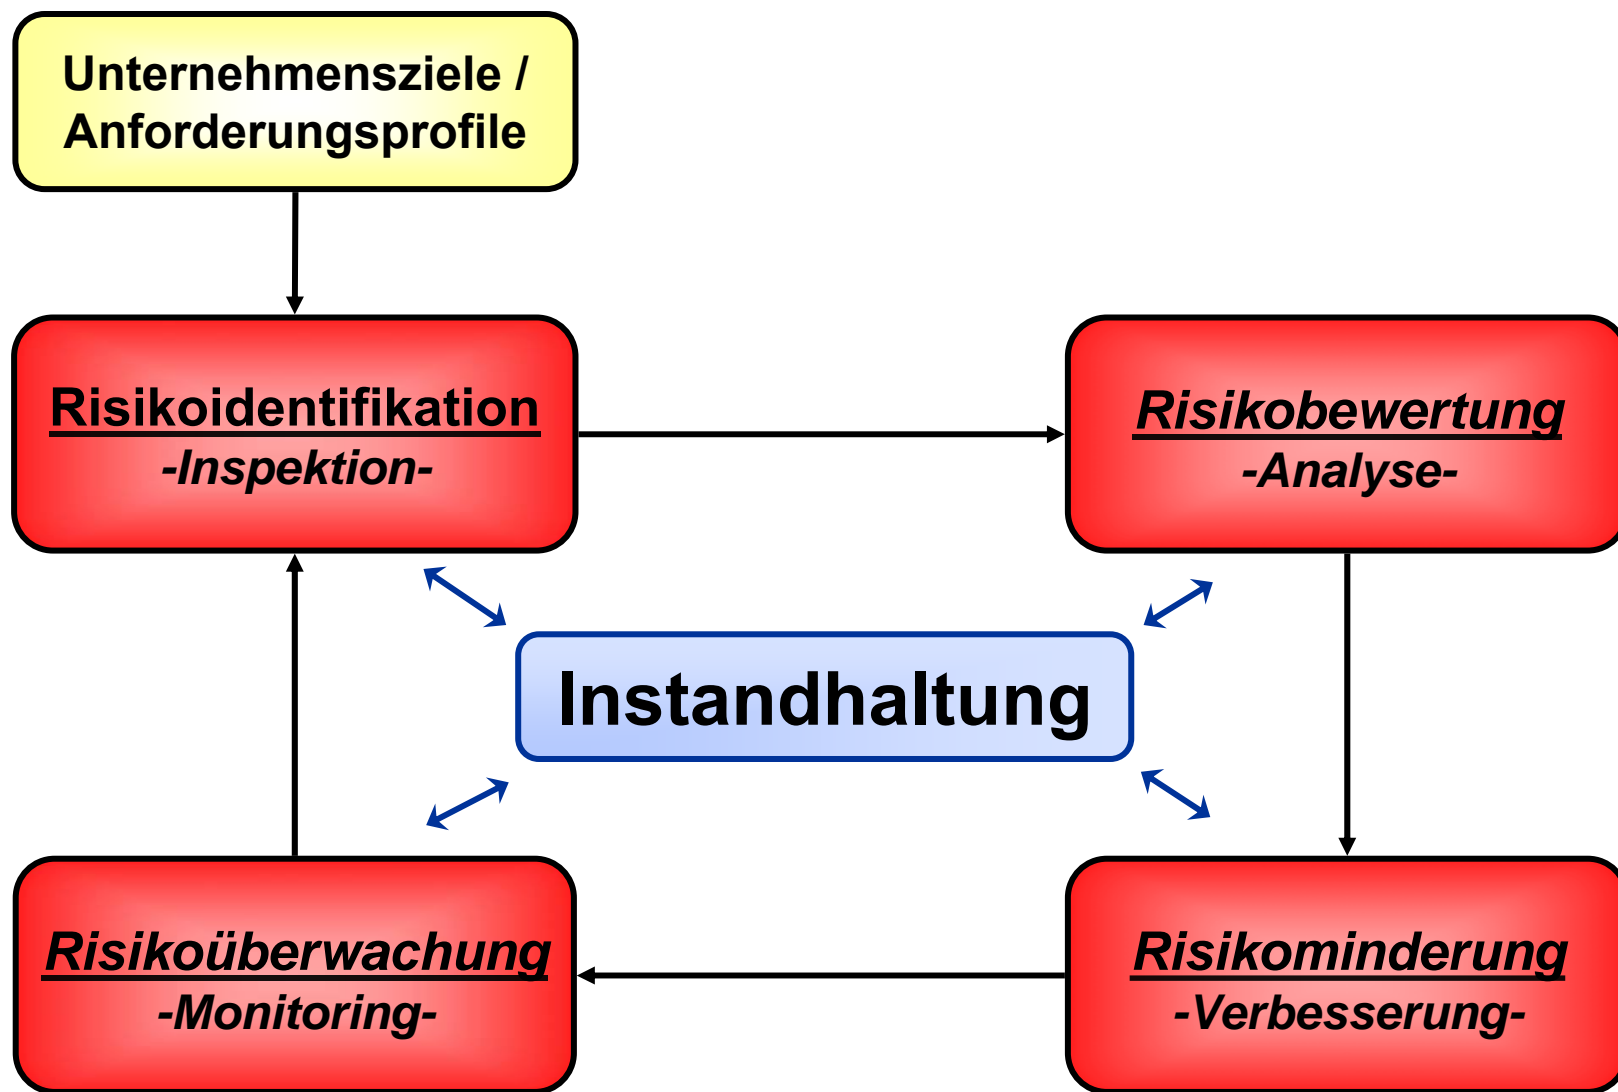 Unternehmensziele /
Anforderungsprofile
Risikoidentifikation
-Inspektion-
Risikobewertung
-Analyse-
Instandhaltung
Risikoüberwachung
-Monitoring-
Risikominderung
-Verbesserung-